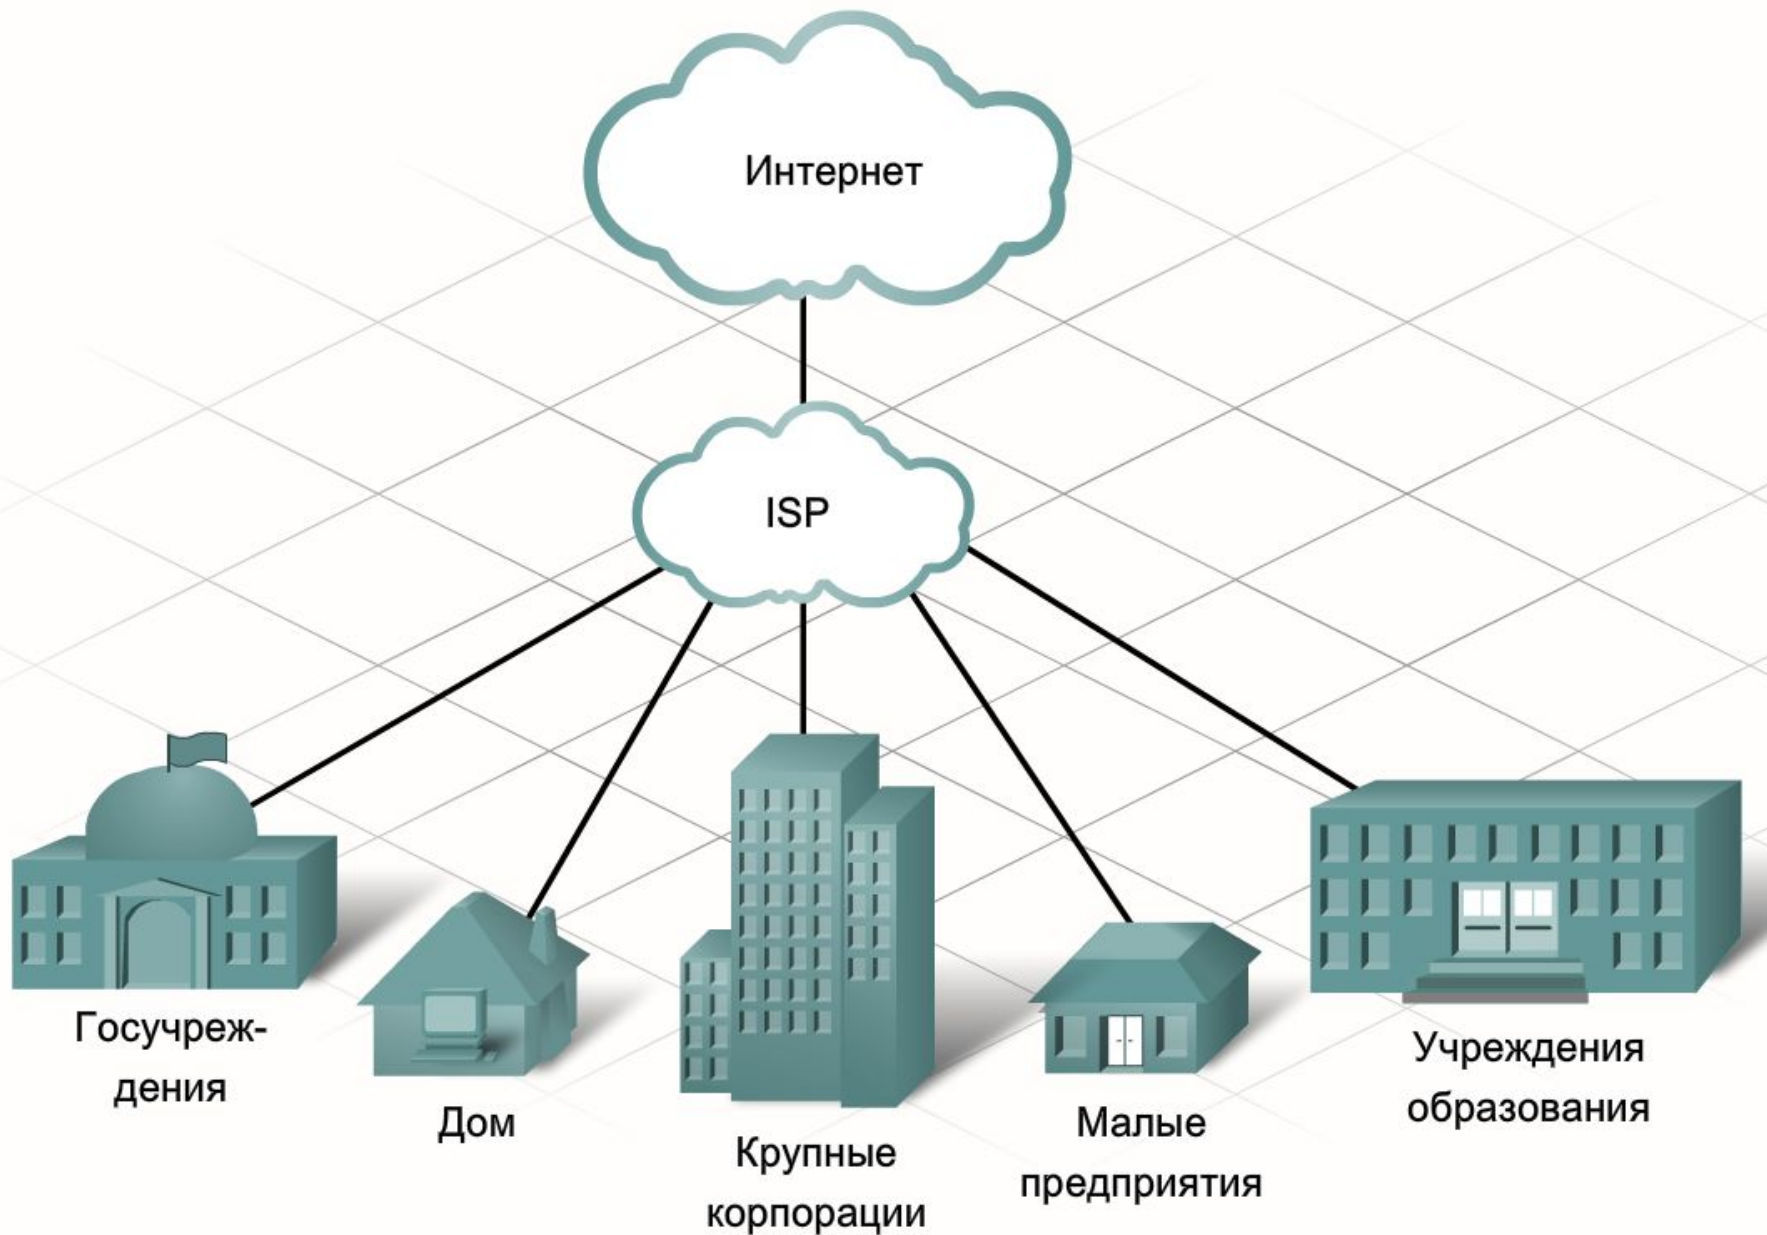 Интернет
ISP
Госучреж-
дения
Дом
Крупные
корпорации
Малые
предприятия
Учреждения
образования